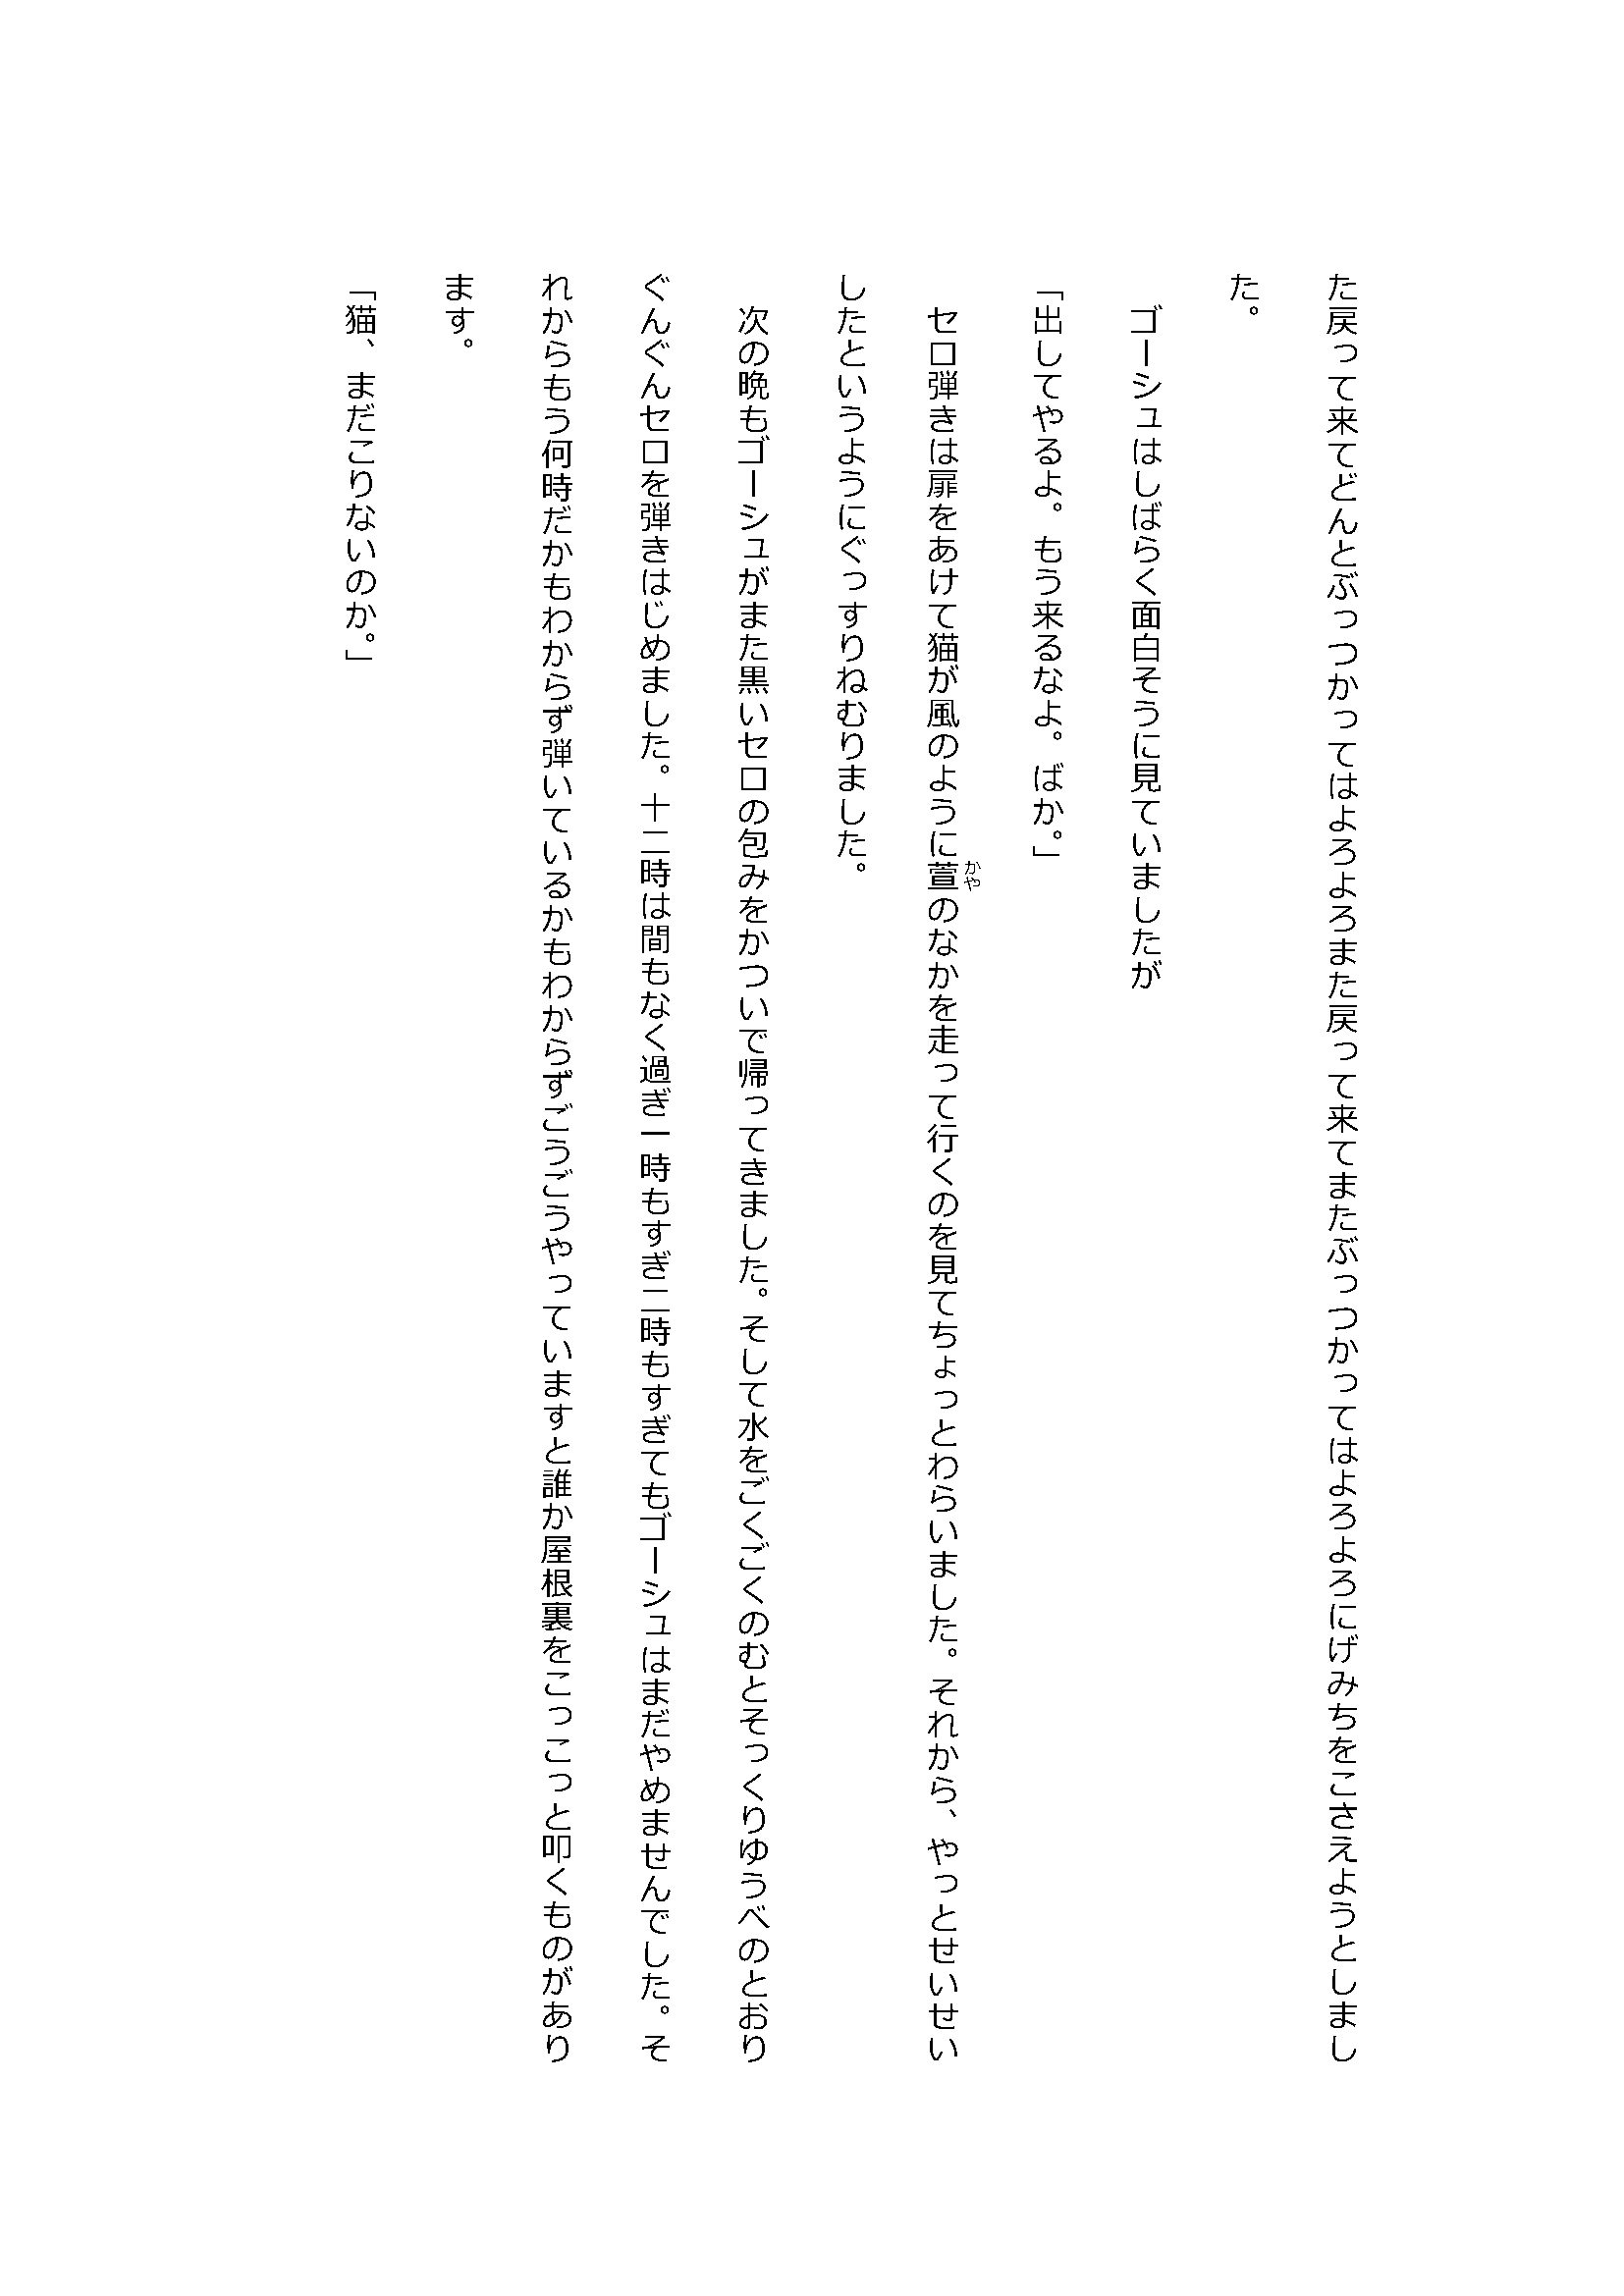 た戻って来てどんとぶっつかってはよろよろまた戻って来てまたぶっつかってはよろよろにげみちをこさえようとしまし
た。
　ゴーシュはしばらく面白そうに見ていましたが
「出してやるよ。もう来るなよ。ばか。」
　セロ弾きは扉をあけて猫が風のように萱のなかを走って行くのを見てちょっとわらいました。それから、やっとせいせい
かや
したというようにぐっすりねむりました。
　次の晩もゴーシュがまた黒いセロの包みをかついで帰ってきました。そして水をごくごくのむとそっくりゆうべのとおり
ぐんぐんセロを弾きはじめました。十二時は間もなく過ぎ一時もすぎ二時もすぎてもゴーシュはまだやめませんでした。そ
れからもう何時だかもわからず弾いているかもわからずごうごうやっていますと誰か屋根裏をこっこっと叩くものがあり
ます。
「猫、まだこりないのか。」